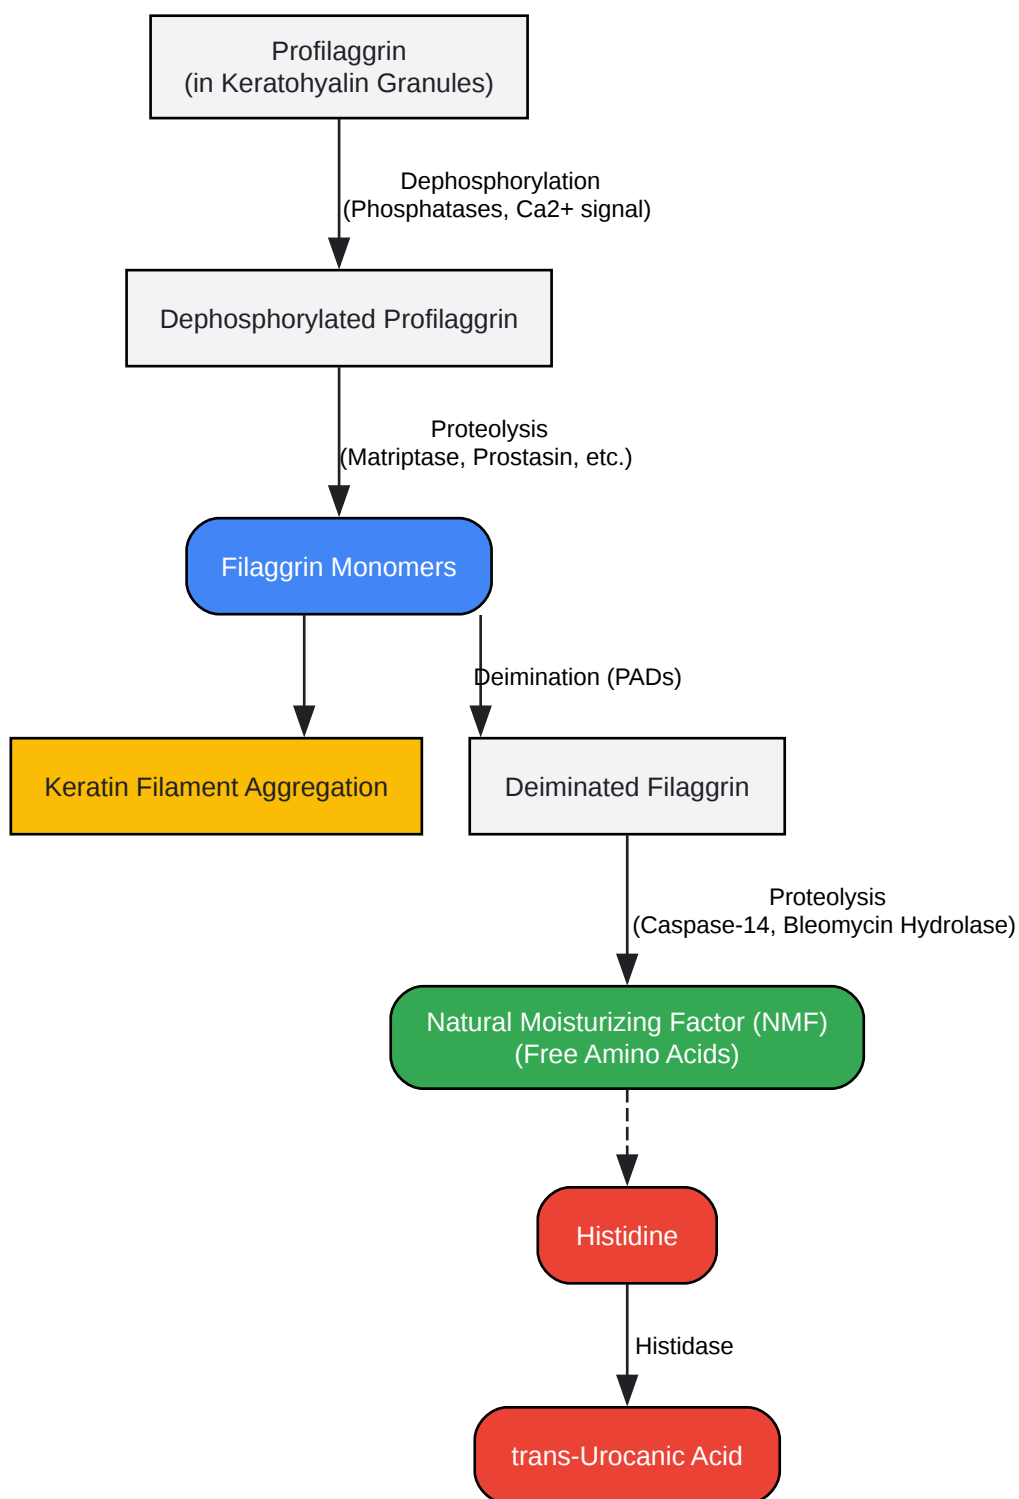 Profilaggrin
(in Keratohyalin Granules)
Dephosphorylation
(Phosphatases, Ca2+ signal)
Dephosphorylated Profilaggrin
Proteolysis
(Matriptase, Prostasin, etc.)
Filaggrin Monomers
Deimination (PADs)
Keratin Filament Aggregation
Deiminated Filaggrin
Proteolysis
(Caspase-14, Bleomycin Hydrolase)
Natural Moisturizing Factor (NMF)
(Free Amino Acids)
Histidine
Histidase
trans-Urocanic Acid